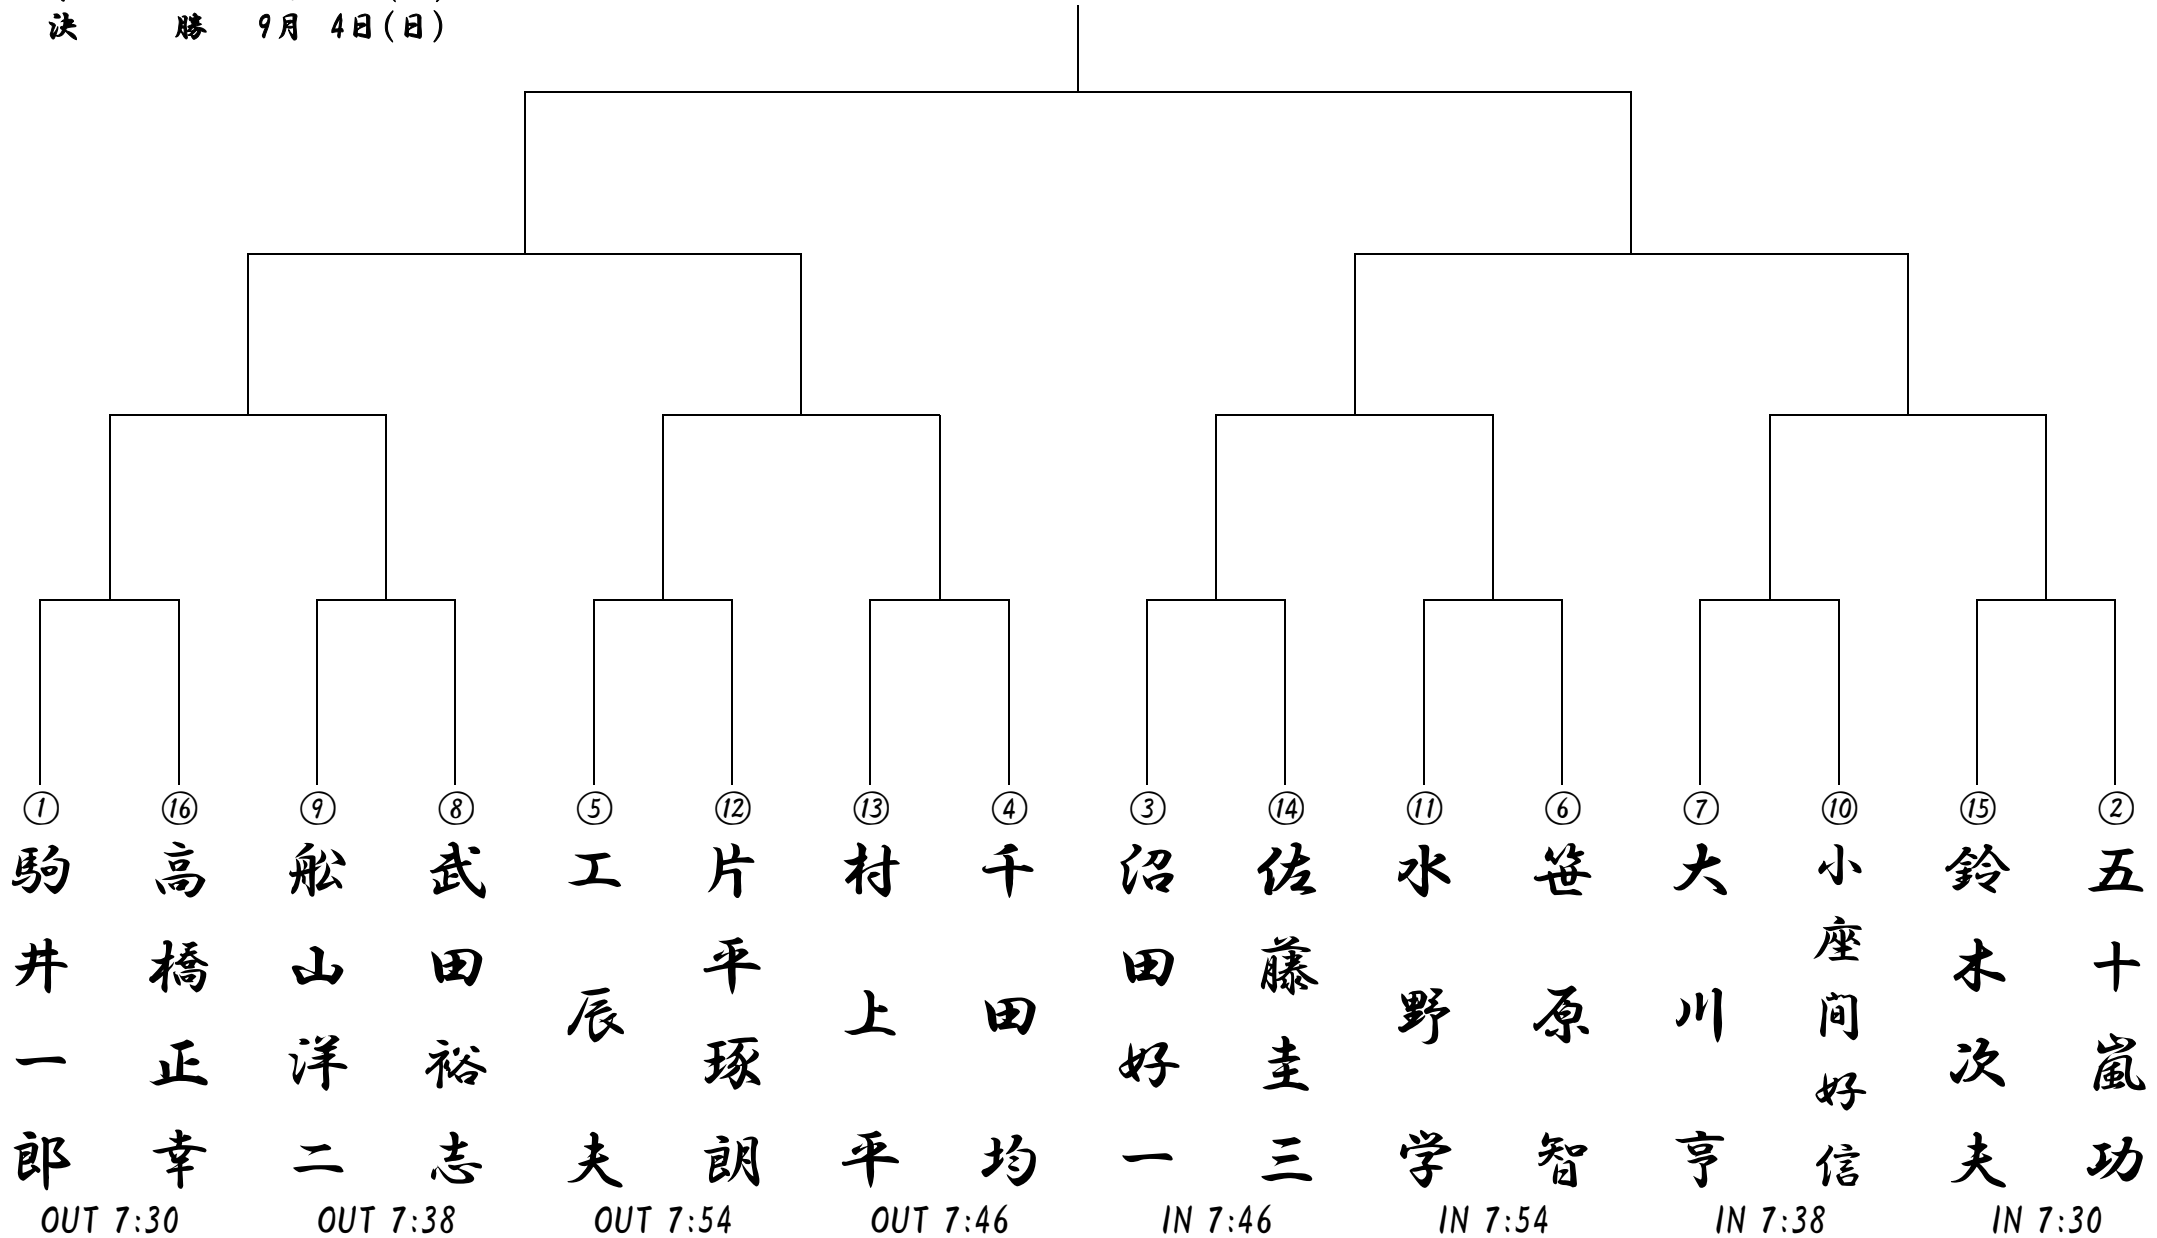 決 勝 9月 4日(日)
① 駒井一郎
⑯ 高橋正幸
⑨ 舩山洋二
⑧ 武田裕志
⑤ 工辰夫
⑫ 片平琢朗
⑬ 村上平
④ 千田均
③ 沼田好一
⑭ 佐藤圭三
⑪ 水野学
⑥ 笹原智
⑦ 大川亨
⑩ 小座間好信
⑮ 鈴木次夫
② 五十嵐功
OUT 7:30
OUT 7:38
OUT 7:54
OUT 7:46
IN 7:46
IN 7:54
IN 7:38
IN 7:30